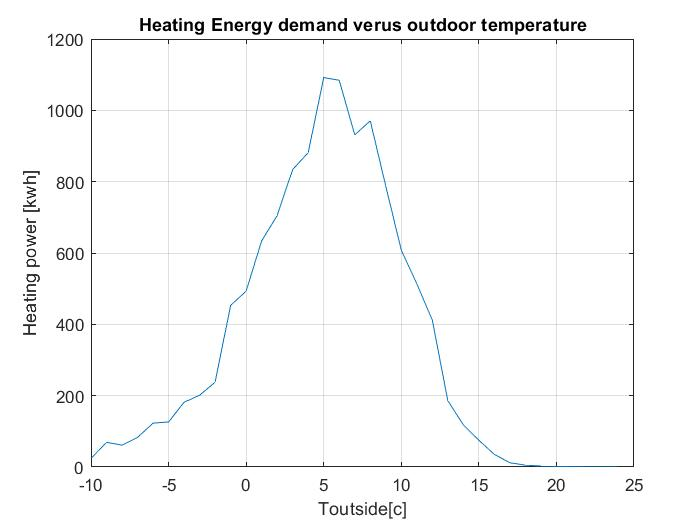 Heating Energy demand verus outdoor temperature
1200
1000
800
600
400
200
0
Heating power [kwh]
-10 -5 0 5 10 15 20 25
Toutside[c]